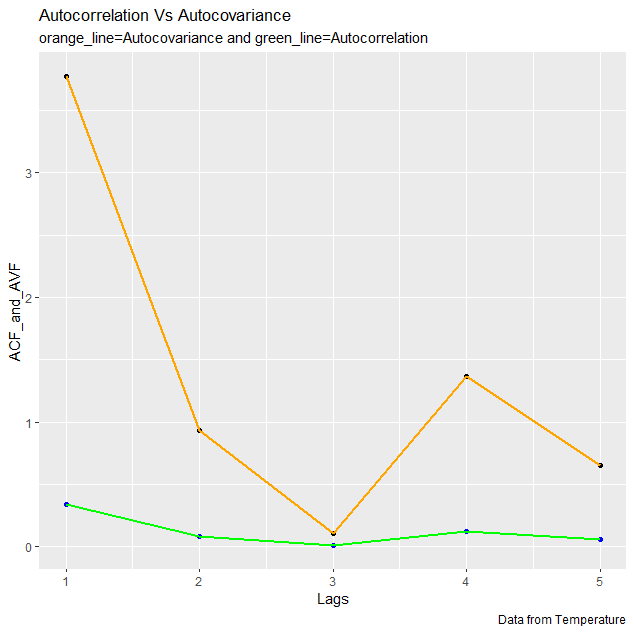 Autocorrelation Vs Autocovariance
orange_line=Autocovariance and green_line=Autocorrelation
ACF_and_AVF
3
2
1
0
1 2 3 4 5
Lags
Data from Temperature